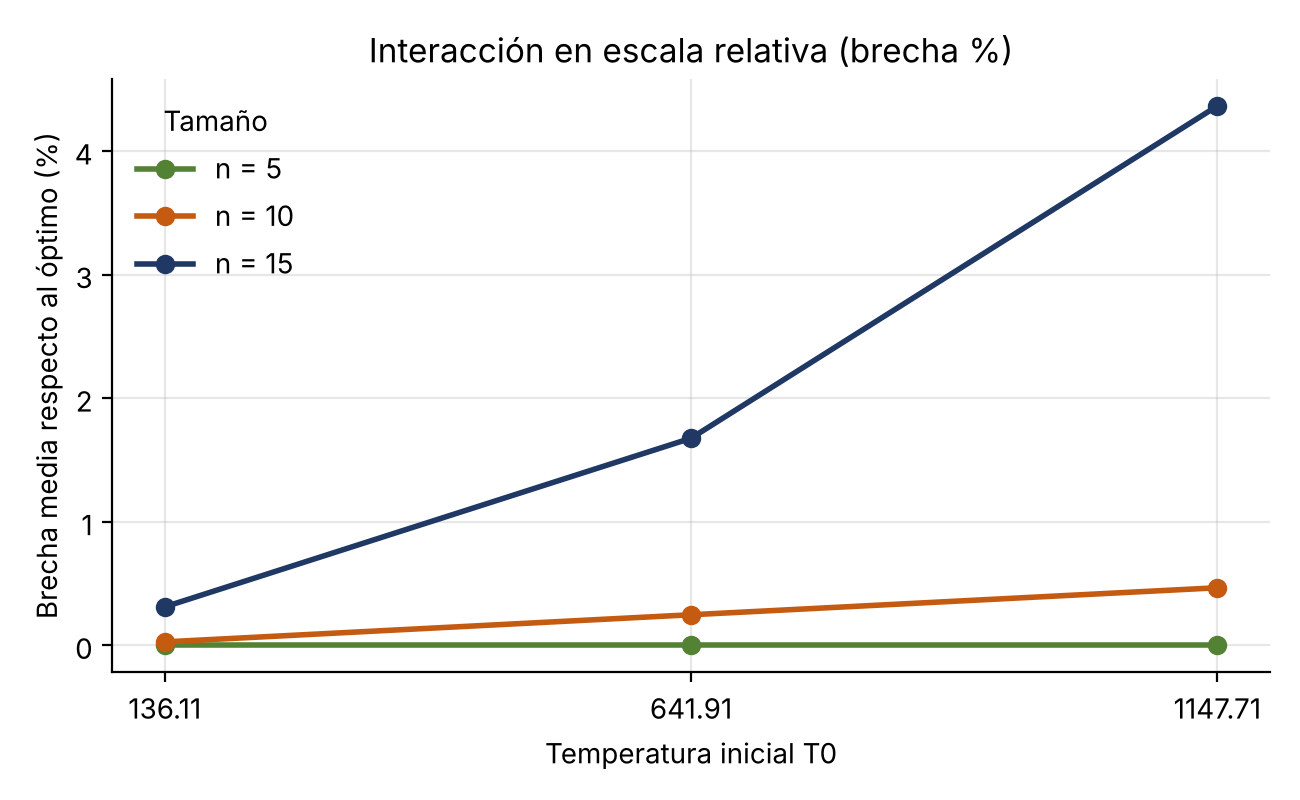 Interacción en escala relativa (brecha %)
Tamaño
n = 5
n = 10
n = 15
Brecha media respecto al óptimo (%)
4
3
2
1
0
136.11
641.91
1147.71
Temperatura inicial T0